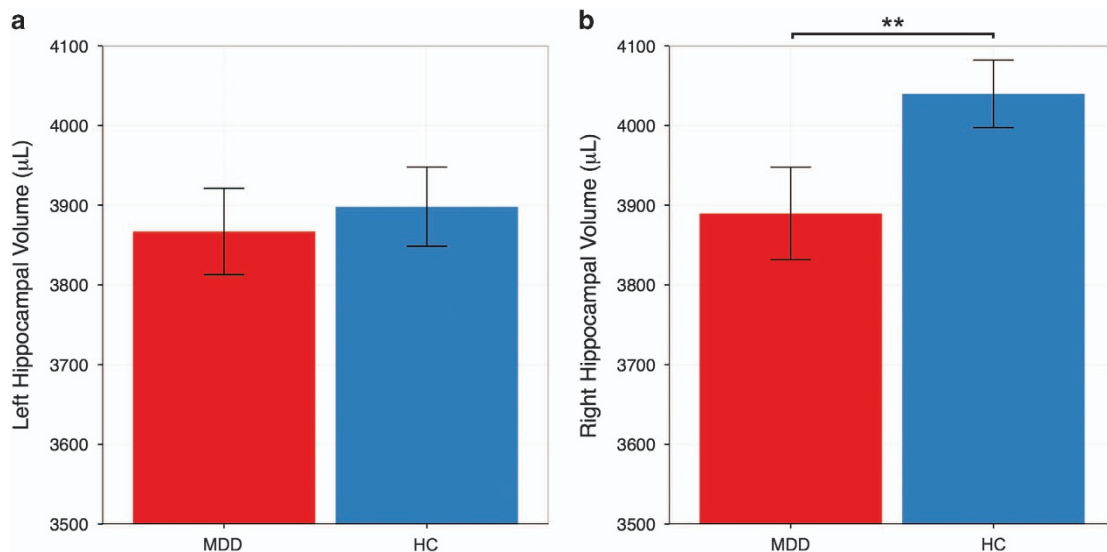 a
Left Hippocampal Volume (μL)
4100
4000
3900
3800
3700
3600
3500
MDD HC
b
**
Right Hippocampal Volume (μL)
4100
4000
3900
3800
3700
3600
3500
MDD HC